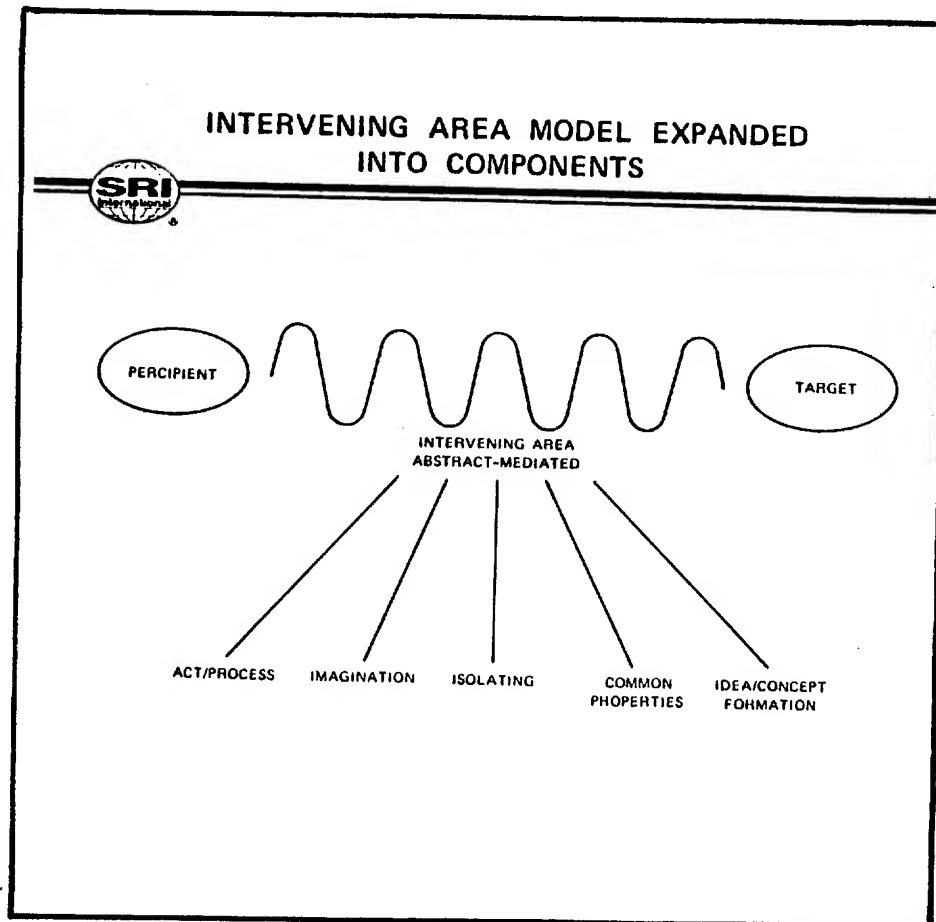 INTERVENING AREA MODEL EXPANDED
INTO COMPONENTS
SRI
International
®
PERCIPIENT
TARGET
INTERVENING AREA
ABSTRACT-MEDIATED
ACT/PROCESS IMAGINATION ISOLATING COMMON IDEA/CONCEPT
PROPERTIES FORMATION